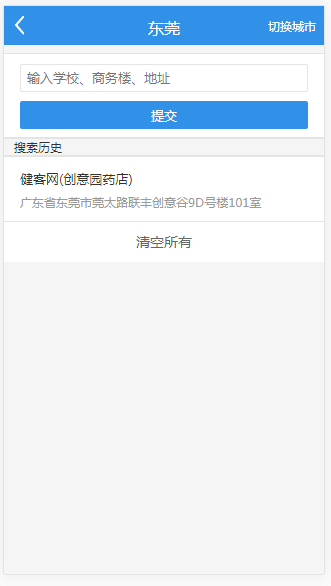 东莞
切换城市
输入学校、商务楼、地址
提交
搜索历史
健客网(创意园药店)
广东省东莞市莞太路联丰创意谷9D号楼101室
清空所有